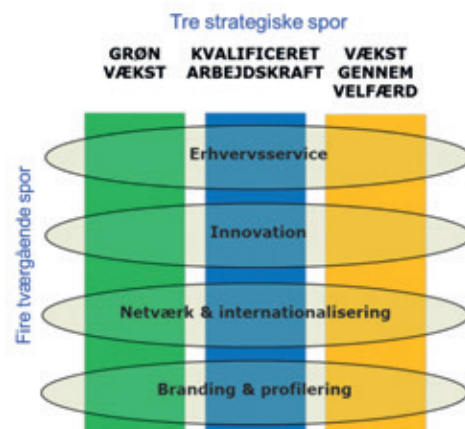 Tre strategiske spor
GRØN
VÆKST
KVALIFICERET
ARBEJDSKRAFT
VÆKST
GENNEM
VELFÆRD
Fire tværgående spor
Erhvervsservice
Innovation
Netværk & internationalisering
Branding & profilering